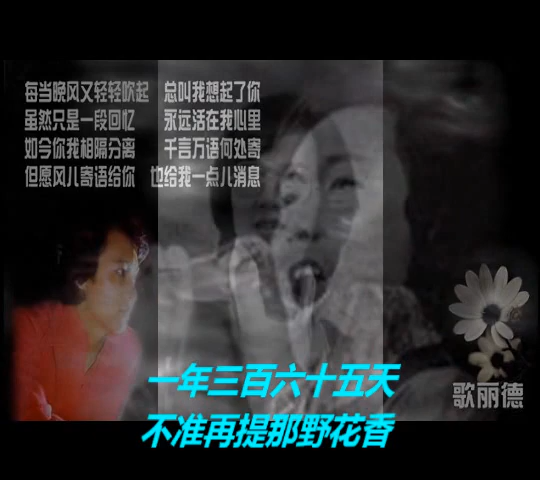 每当晚风又轻轻吹起 总叫我想起了你
虽然只是一段回忆 永远活在我心里
如今你我相隔分离 千言万语何处寄
但愿风儿寄语给你 也给我一点儿消息
歌丽德
一年三百六十五天
不准再提那野花香